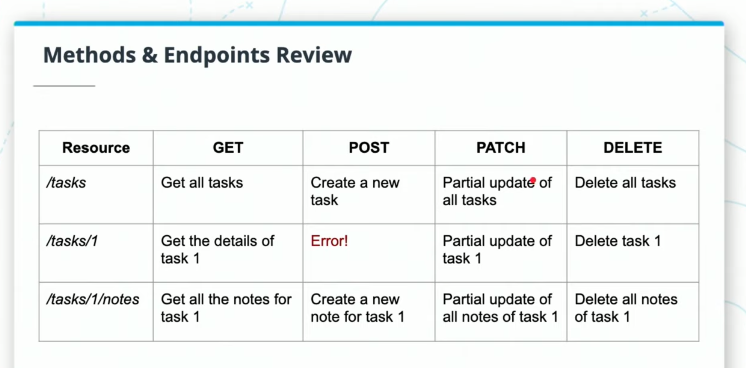 Methods & Endpoints Review
Resource GET POST PATCH DELETE
/tasks Get all tasks Create a new task Partial update of all tasks Delete all tasks
/tasks/1 Get the details of task 1 Error! Partial update of task 1 Delete task 1
/tasks/1/notes Get all the notes for task 1 Create a new note for task 1 Partial update of all notes of task 1 Delete all notes of task 1